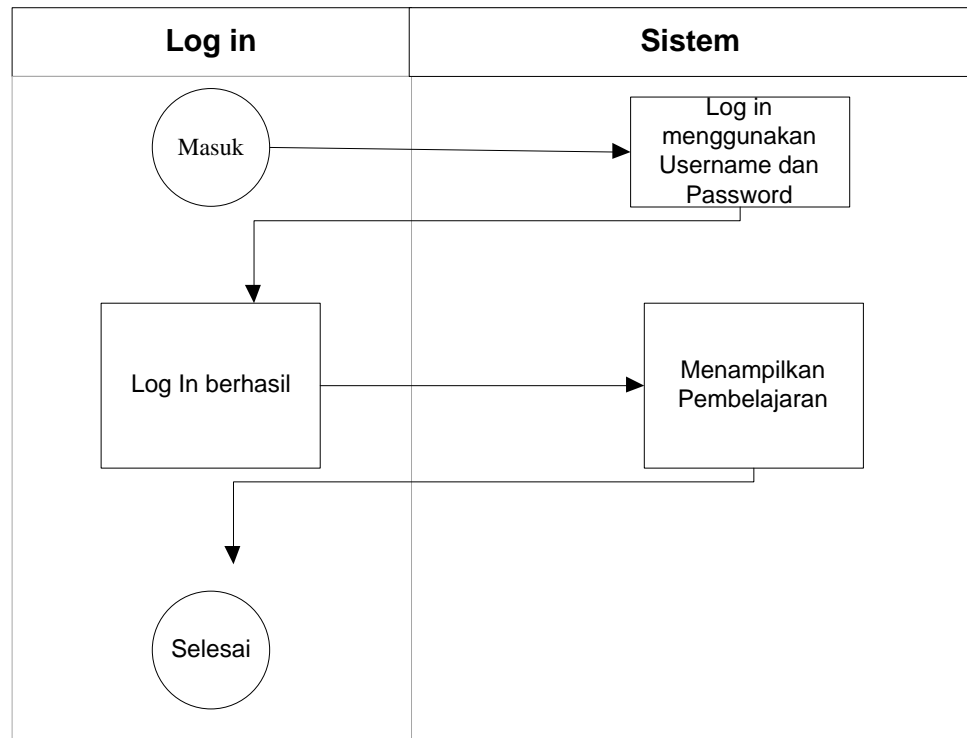 Log in
Sistem
Masuk
Log in
menggunakan
Username dan
Password
Log In berhasil
Menampilkan
Pembelajaran
Selesai